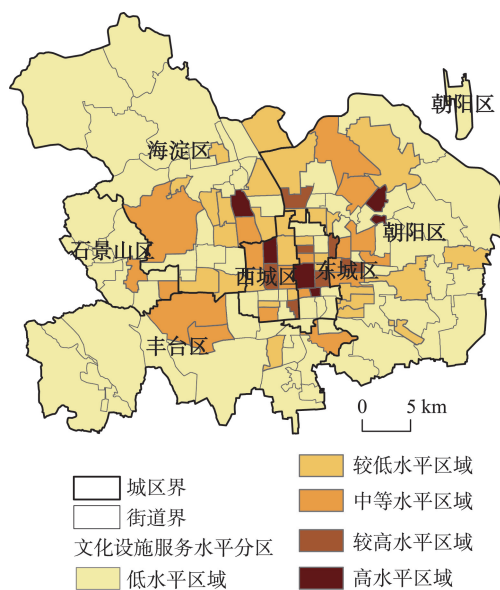 朝阳区
海淀区
朝阳区
石景山区
西城区 东城区
丰台区
0 5 km
城区界
街道界
文化设施服务水平分区
低水平区域
较低水平区域
中等水平区域
较高水平区域
高水平区域